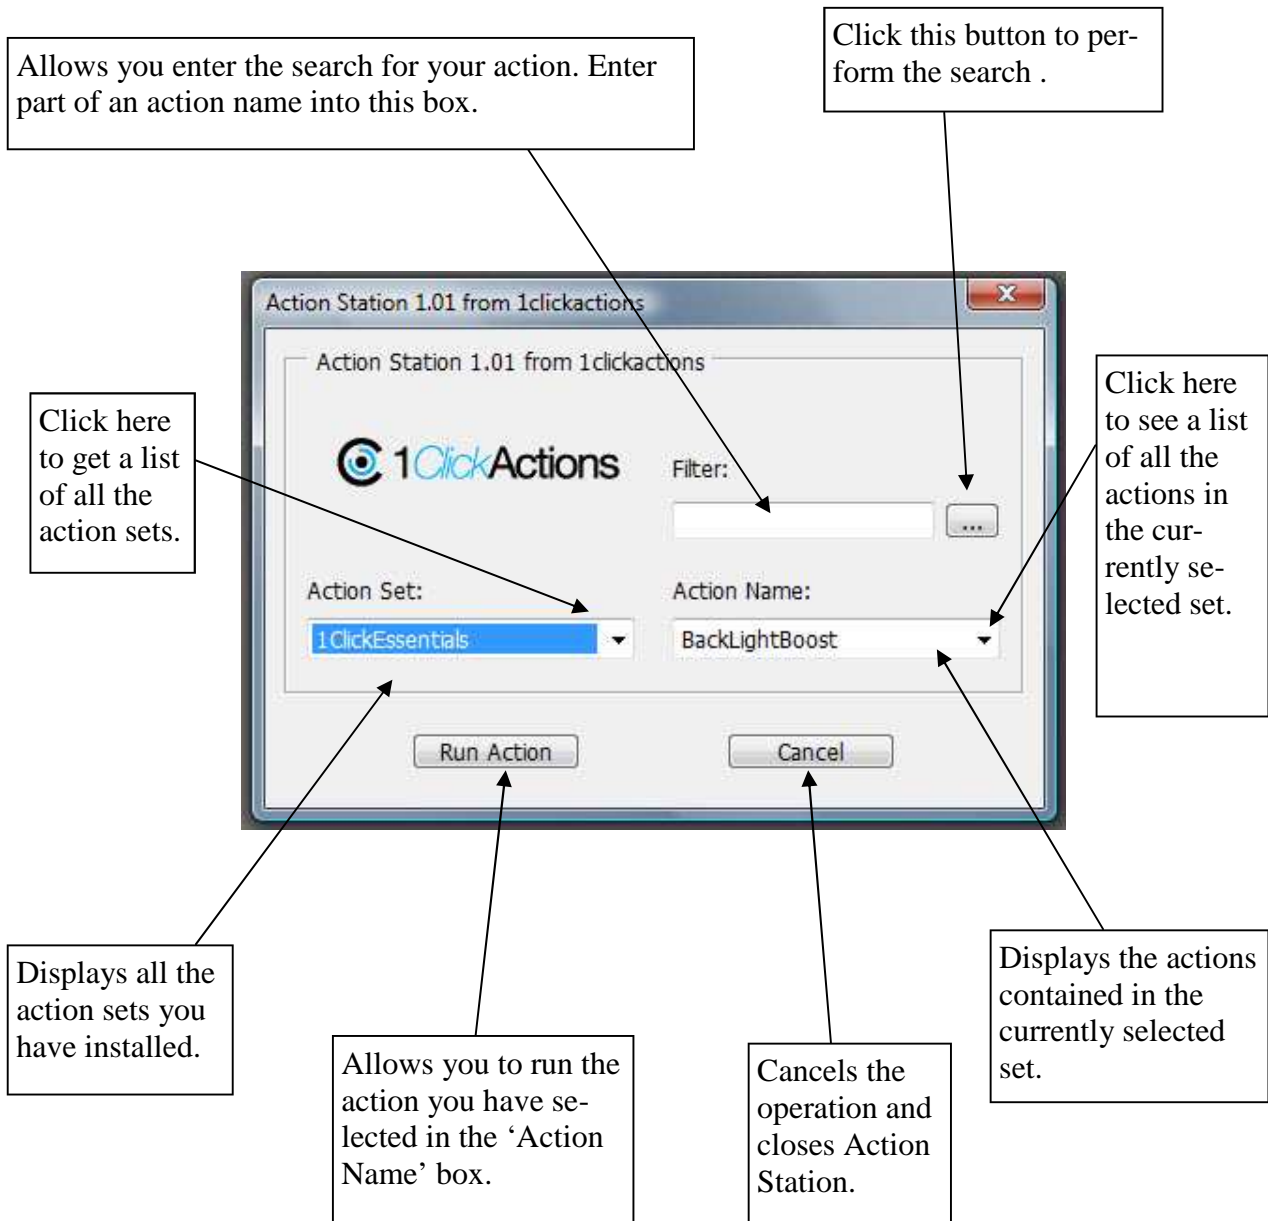 Allows you enter the search for your action. Enter
part of an action name into this box.
Click this button to per-
form the search .
Action Station 1.01 from 1clickactions
Action Station 1.01 from 1clickactions
Click here
to get a list
of all the
action sets.
1ClickActions
Filter:
...
Click here
to see a list
of all the
actions in
the cur-
rently se-
lected set.
Action Set:
Action Name:
1ClickEssentials
BackLightBoost
Run Action
Cancel
Displays all the
action sets you
have installed.
Allows you to run the
action you have se-
lected in the ‘Action
Name’ box.
Cancels the
operation and
closes Action
Station.
Displays the actions
contained in the
currently selected
set.